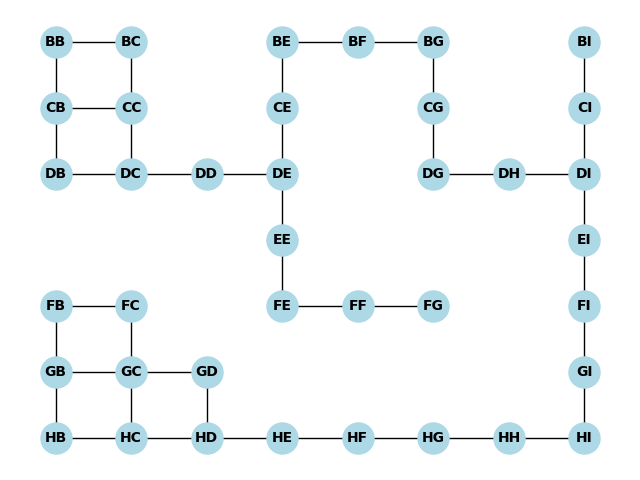 BB BC BE BF BG BI
CB CC CE CG CI
DB DC DD DE DG DH DI
EE EI
FB FC FE FF FG FI
GB GC GD GI
HB HC HD HE HF HG HH HI